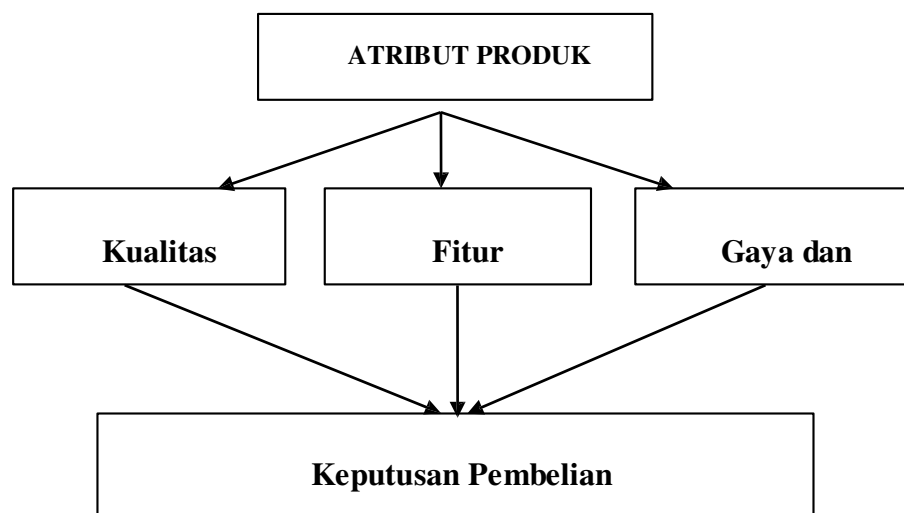 ATRIBUT PRODUK
Kualitas
Fitur
Gaya dan
Keputusan Pembelian